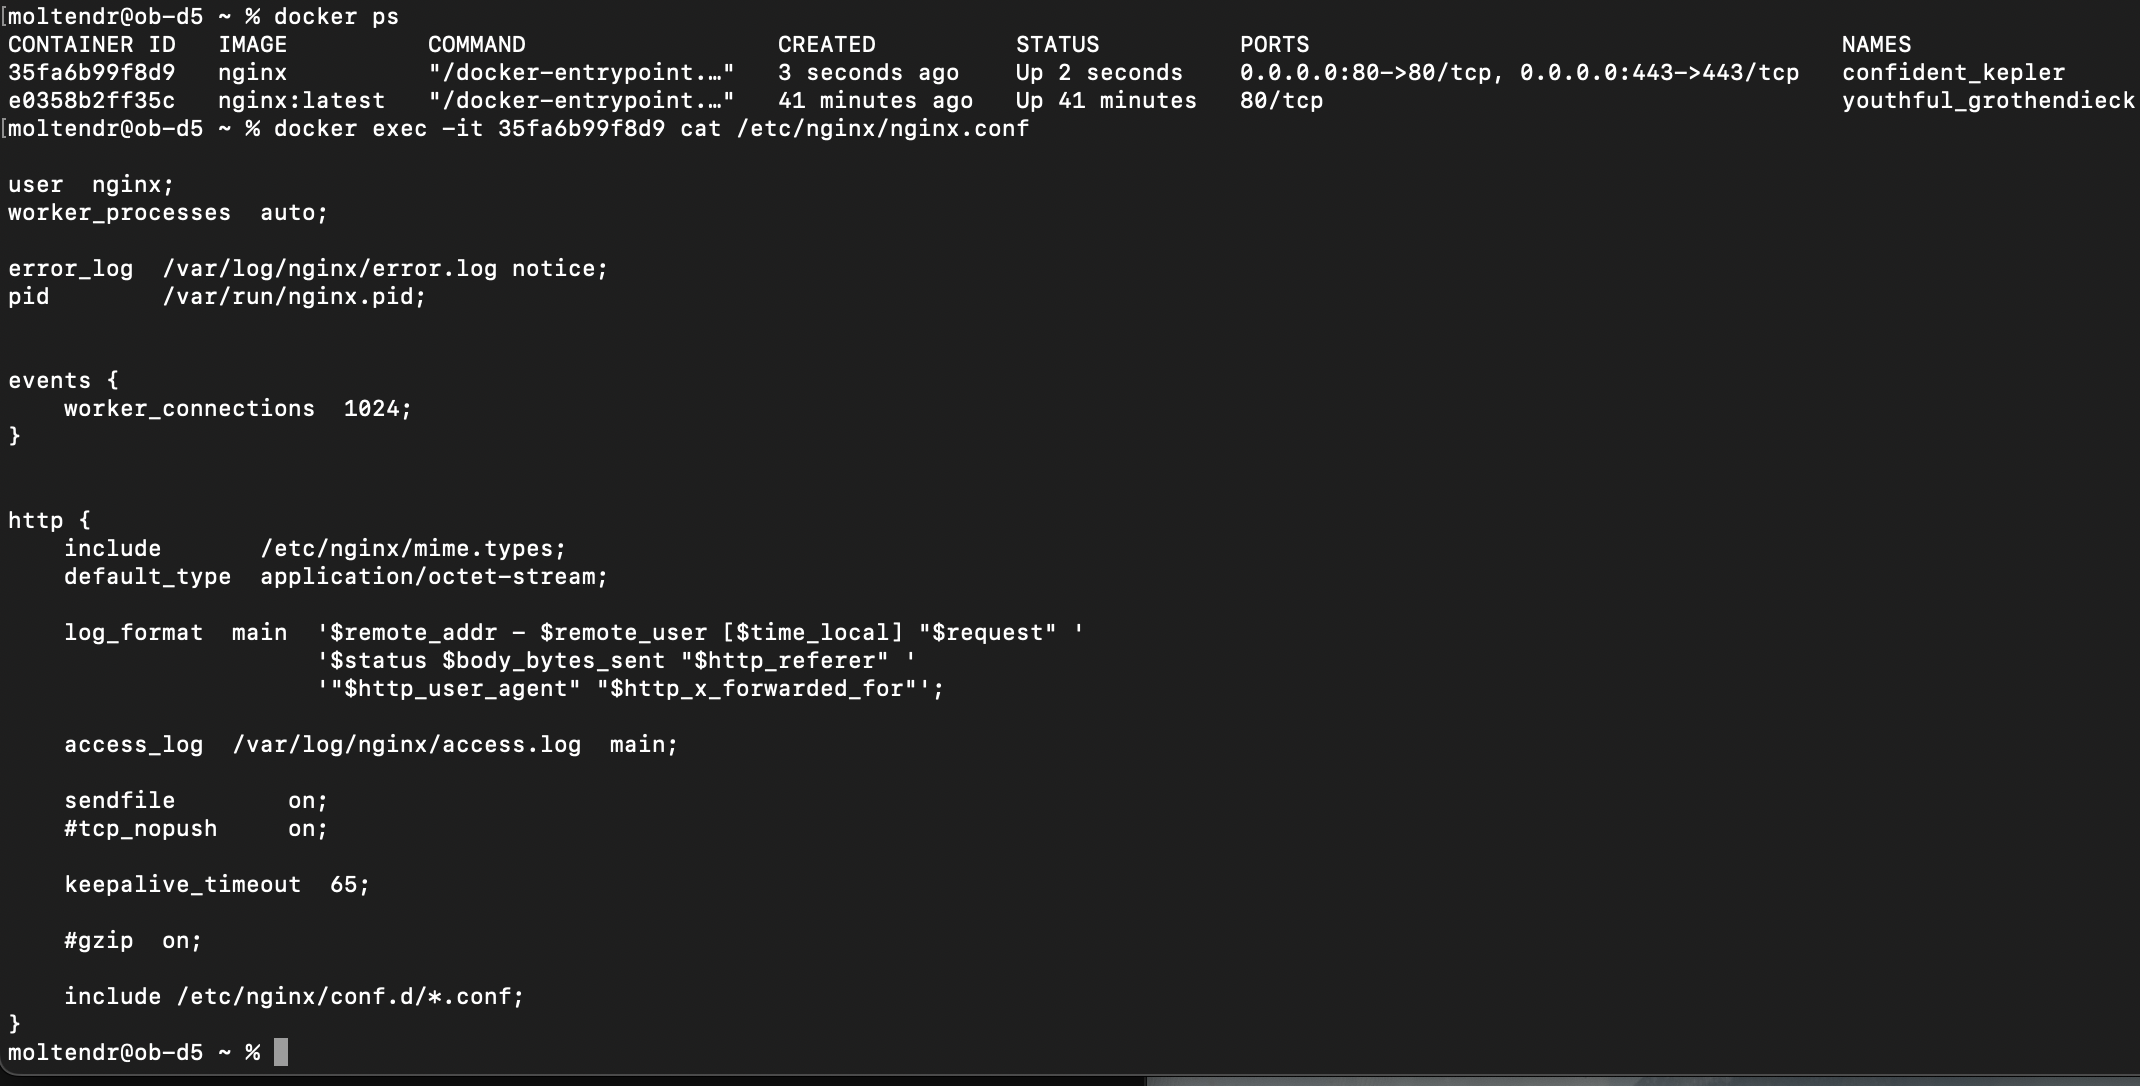 [moltendr@ob-d5 ~ % docker ps
CONTAINER ID   IMAGE          COMMAND                  CREATED          STATUS          PORTS                                      NAMES
35fa6b99f8d9   nginx          "/docker-entrypoint.…"   3 seconds ago    Up 2 seconds    0.0.0.0:80->80/tcp, 0.0.0.0:443->443/tcp   confident_kepler
e0358b2ff35c   nginx:latest   "/docker-entrypoint.…"   41 minutes ago   Up 41 minutes   80/tcp                                     youthful_grothendieck
[moltendr@ob-d5 ~ % docker exec -it 35fa6b99f8d9 cat /etc/nginx/nginx.conf
user  nginx;
worker_processes  auto;
error_log  /var/log/nginx/error.log notice;
pid        /var/run/nginx.pid;
events {
    worker_connections  1024;
}
http {
    include       /etc/nginx/mime.types;
    default_type  application/octet-stream;
    log_format  main  '$remote_addr - $remote_user [$time_local] "$request" '
                      '$status $body_bytes_sent "$http_referer" '
                      '"$http_user_agent" "$http_x_forwarded_for"';
    access_log  /var/log/nginx/access.log  main;
    sendfile        on;
    #tcp_nopush     on;
    keepalive_timeout  65;
    #gzip  on;
    include /etc/nginx/conf.d/*.conf;
}
moltendr@ob-d5 ~ %